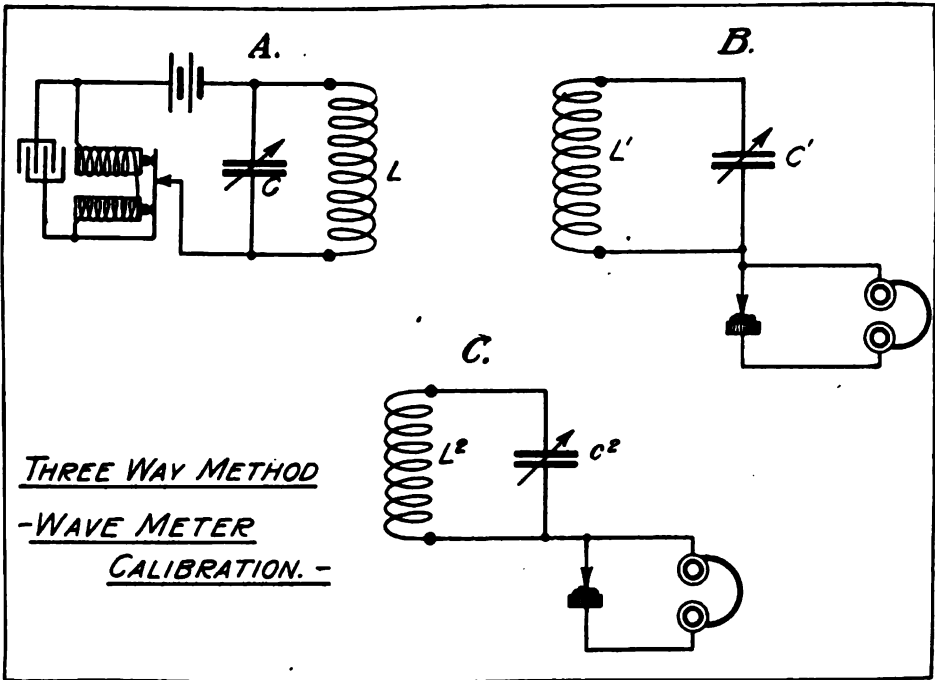 A.
B.
C
L
L'
C'
C.
L²
C²
THREE WAY METHOD
-WAVE METER
CALIBRATION.-